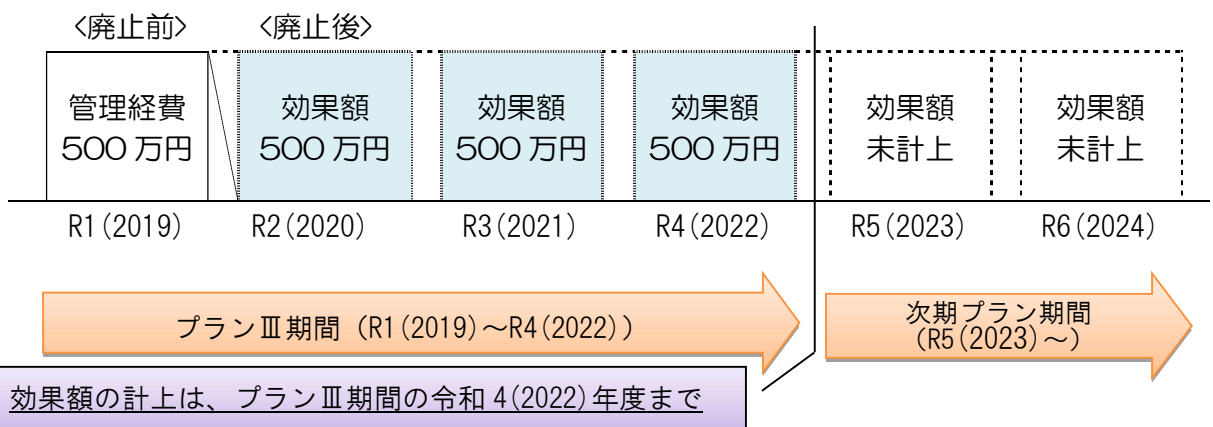 <廃止前> <廃止後>
管理経費
500万円
効果額
500万円
効果額
500万円
効果額
500万円
効果額
未計上
効果額
未計上
R1(2019) R2(2020) R3(2021) R4(2022) R5(2023) R6(2024)
プランⅢ期間（R1(2019)～R4(2022)）
次期プラン期間
(R5(2023)～)
効果額の計上は、プランⅢ期間の令和4(2022)年度まで